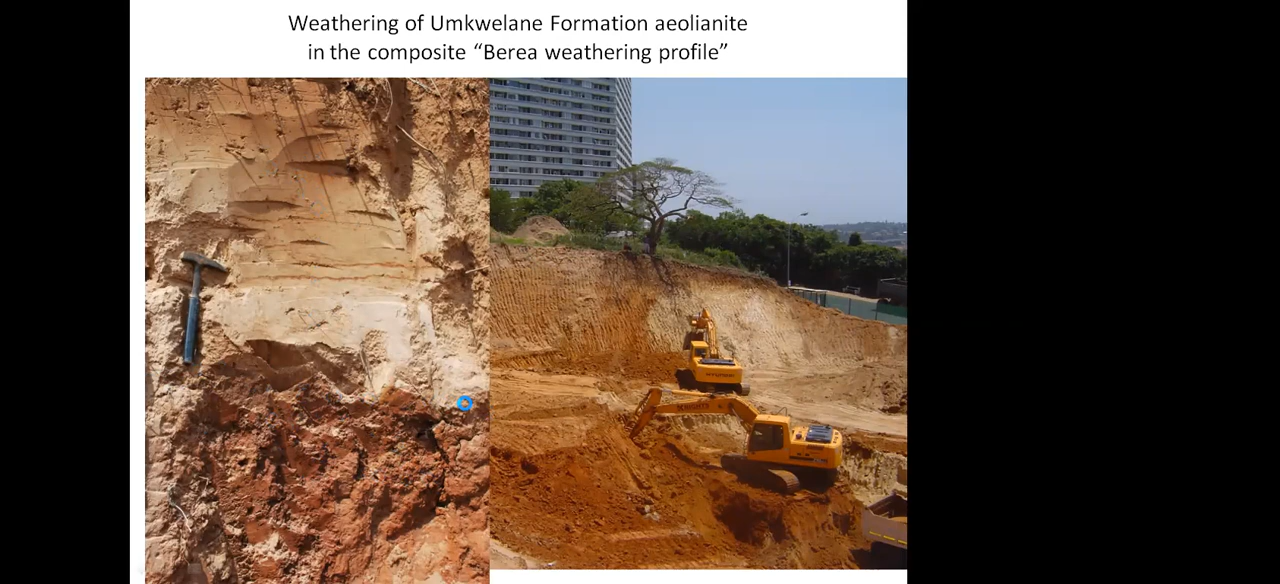 Weathering of Umkwelane Formation aeolianite
in the composite “Berea weathering profile”